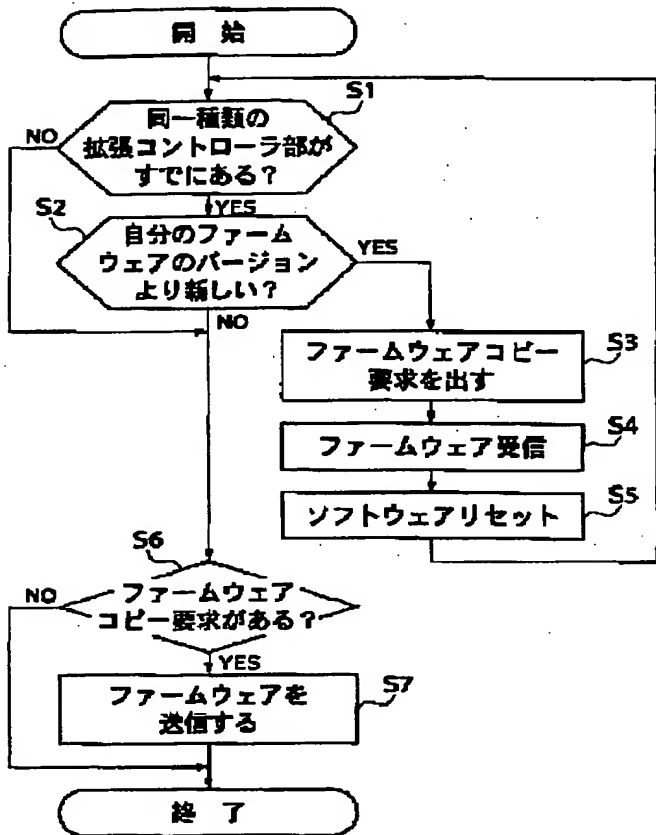 開始
S1
同一種類の
拡張コントローラ部が
すでにある?
NO
YES
S2
自分のファーム
ウェアのバージョン
より新しい?
YES
NO
S3
ファームウェアコピー
要求を出す
S4
ファームウェア受信
S5
ソフトウェアリセット
S6
ファームウェア
コピー要求がある?
NO
YES
S7
ファームウェアを
送信する
終了